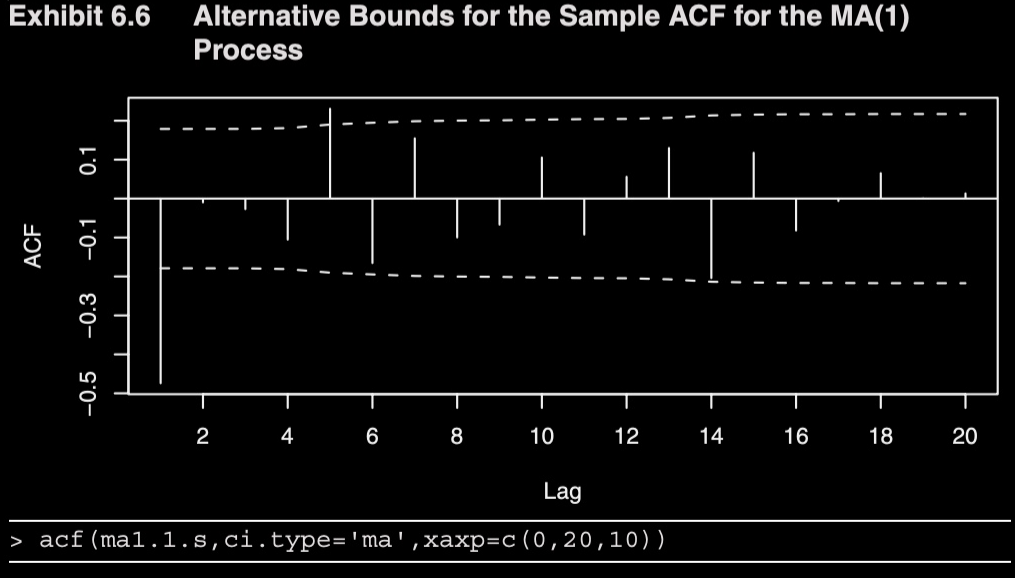 Exhibit 6.6 Alternative Bounds for the Sample ACF for the MA(1)
Process
0.1
−0.1
−0.3
−0.5
ACF
2 4 6 8 10 12 14 16 18 20
Lag
> acf(ma1.1.s,ci.type='ma',xaxp=c(0,20,10))